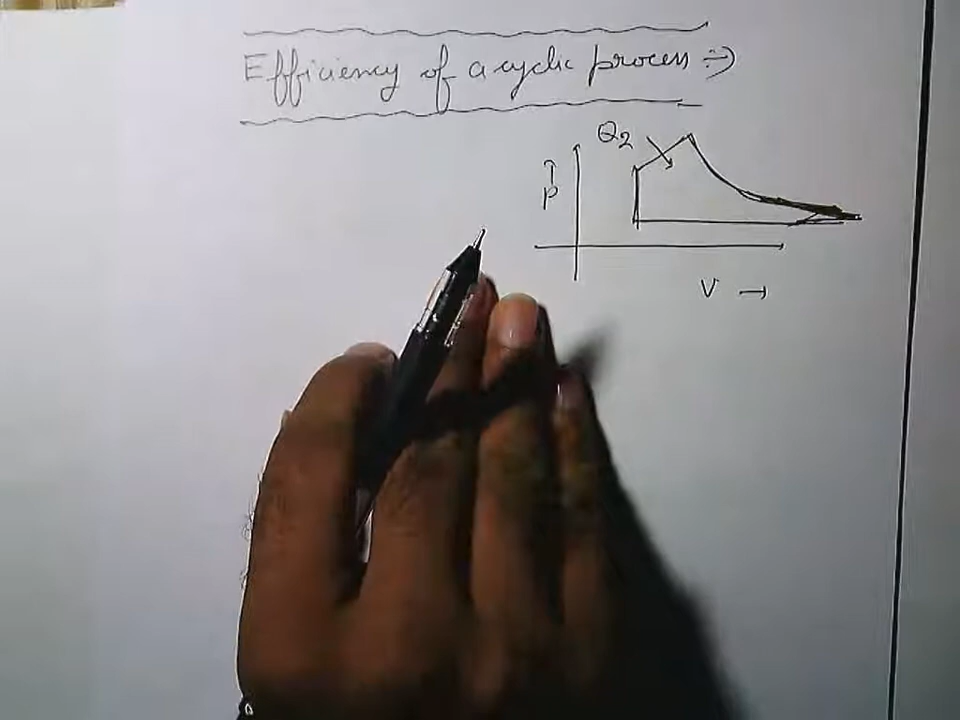 Efficiency of a cyclic process :-)
Q2
P
V →